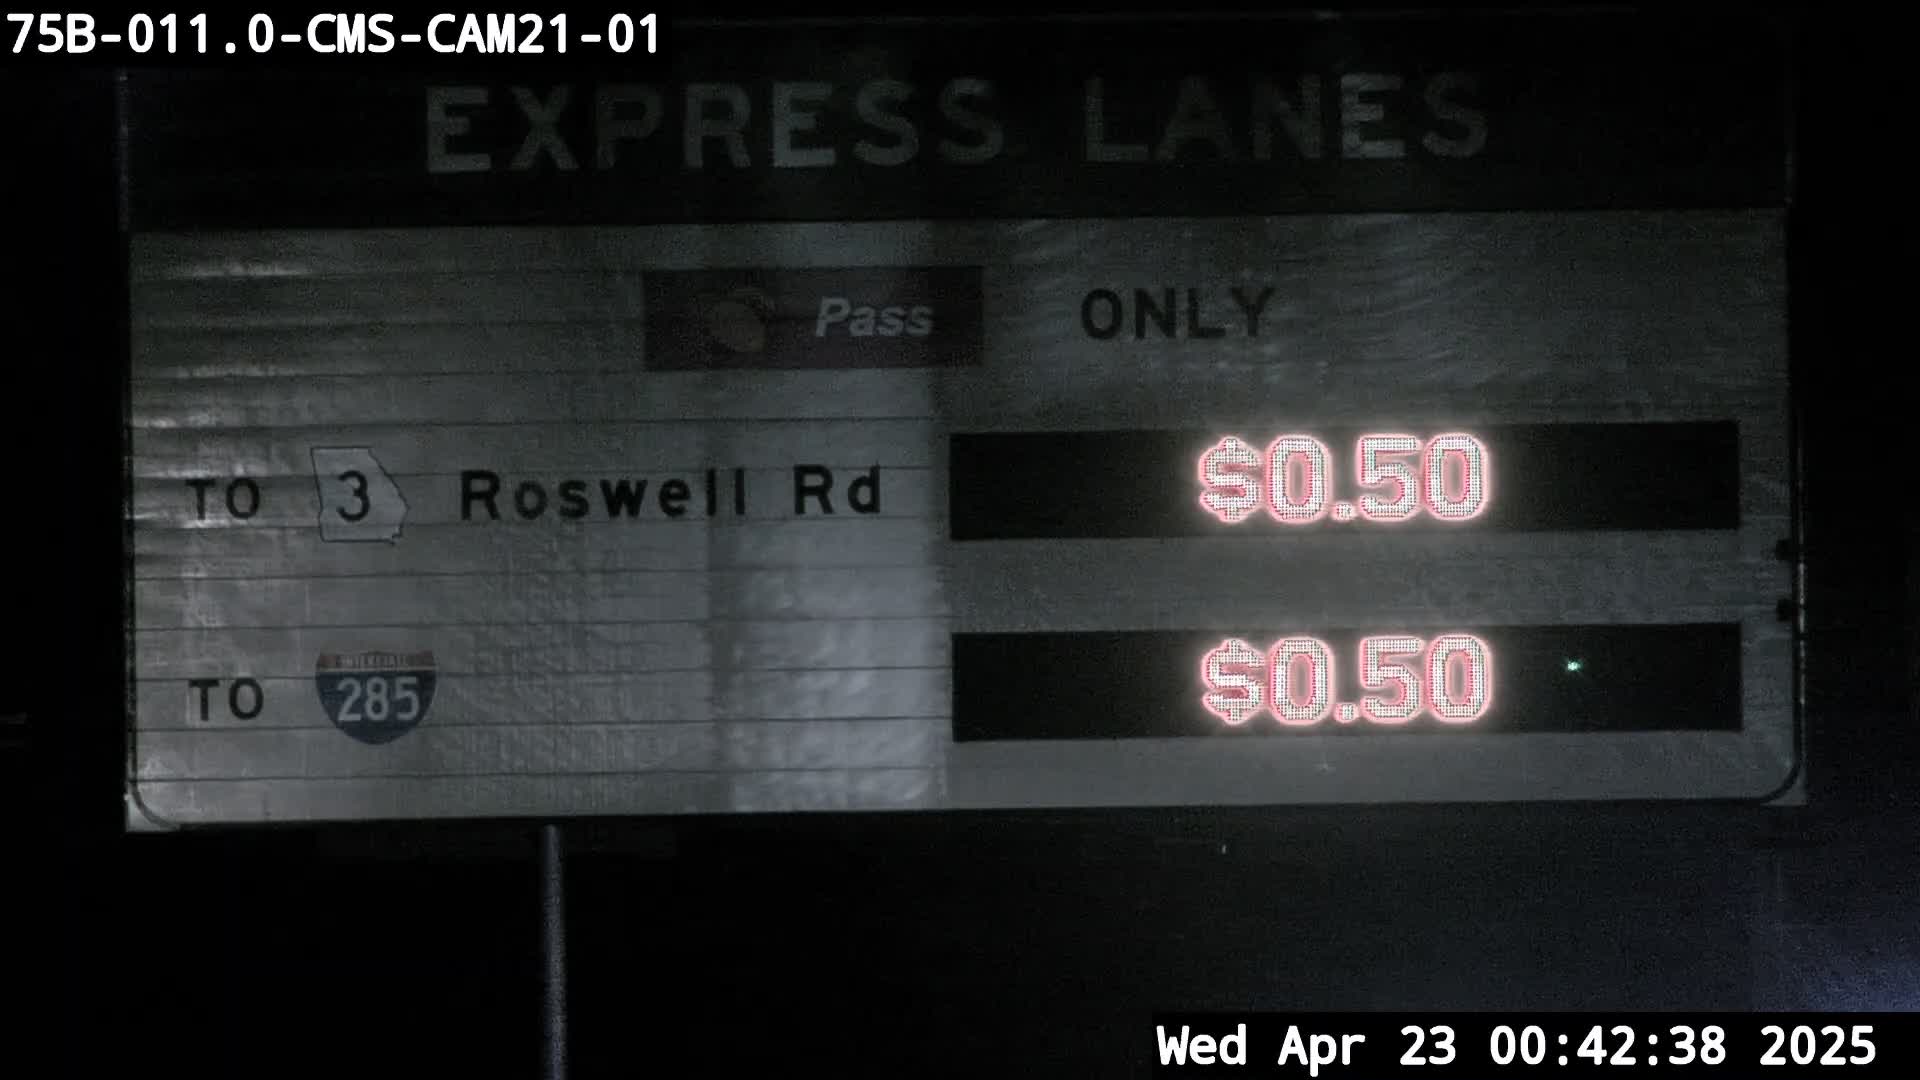 75B-011.0-CMS-CAM21-01
EXPRESS LANES
Pass ONLY
TO 3 Roswell Rd $0.50
TO 285 $0.50
Wed Apr 23 00:42:38 2025